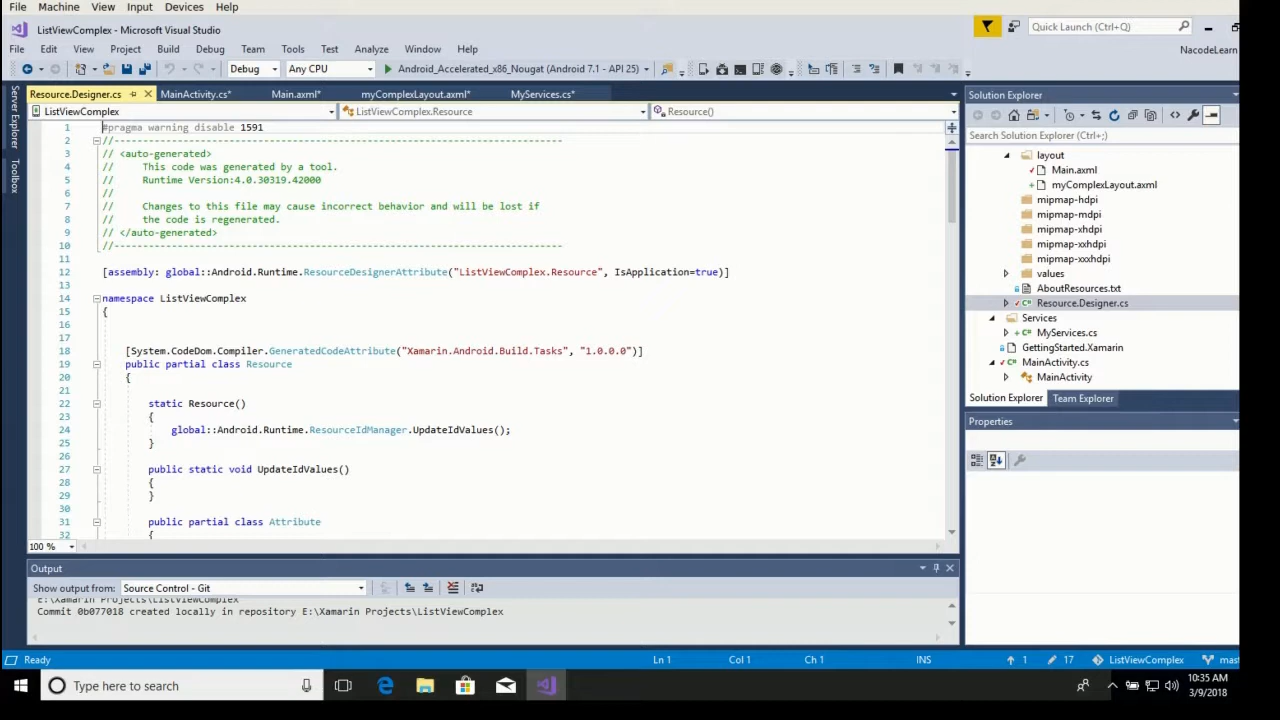 File Machine View Input Devices Help
ListViewComplex - Microsoft Visual Studio
Quick Launch (Ctrl+Q)
File Edit View Project Build Debug Team Tools Test Analyze Window Help
NacodeLearn
Debug Any CPU Android_Accelerated_x86_Nougat (Android 7.1 - API 25)
Server Explorer
Toolbox
Resource.Designer.cs MainActivity.cs* Main.axml* myComplexLayout.axml* MyServices.cs*
ListViewComplex ListViewComplex.Resource Resource()
1 #pragma warning disable 1591
2 //------------------------------------------------------------------------------
3 // <auto-generated>
4 // This code was generated by a tool.
5 // Runtime Version:4.0.30319.42000
6 //
7 // Changes to this file may cause incorrect behavior and will be lost if
8 // the code is regenerated.
9 // </auto-generated>
10 //------------------------------------------------------------------------------
11
12 [assembly: global::Android.Runtime.ResourceDesignerAttribute("ListViewComplex.Resource", IsApplication=true)]
13
14 namespace ListViewComplex
15 {
16
17
18 [System.CodeDom.Compiler.GeneratedCodeAttribute("Xamarin.Android.Build.Tasks", "1.0.0.0")]
19 public partial class Resource
20 {
21
22 static Resource()
23 {
24 global::Android.Runtime.ResourceIdManager.UpdateIdValues();
25 }
26
27 public static void UpdateIdValues()
28 {
29 }
30
31 public partial class Attribute
32 {
100 %
Solution Explorer
Search Solution Explorer (Ctrl+;)
layout
Main.axml
myComplexLayout.axml
mipmap-hdpi
mipmap-mdpi
mipmap-xhdpi
mipmap-xxhdpi
mipmap-xxxhdpi
values
AboutResources.txt
Resource.Designer.cs
Services
MyServices.cs
GettingStarted.Xamarin
MainActivity.cs
MainActivity
Solution Explorer Team Explorer
Properties
Output
Show output from: Source Control - Git
E:\Xamarin Projects\ListViewComplex
Commit 0b077018 created locally in repository E:\Xamarin Projects\ListViewComplex
Ready Ln 1 Col 1 Ch 1 INS 1 17 ListViewComplex mast
Type here to search
10:35 AM
3/9/2018